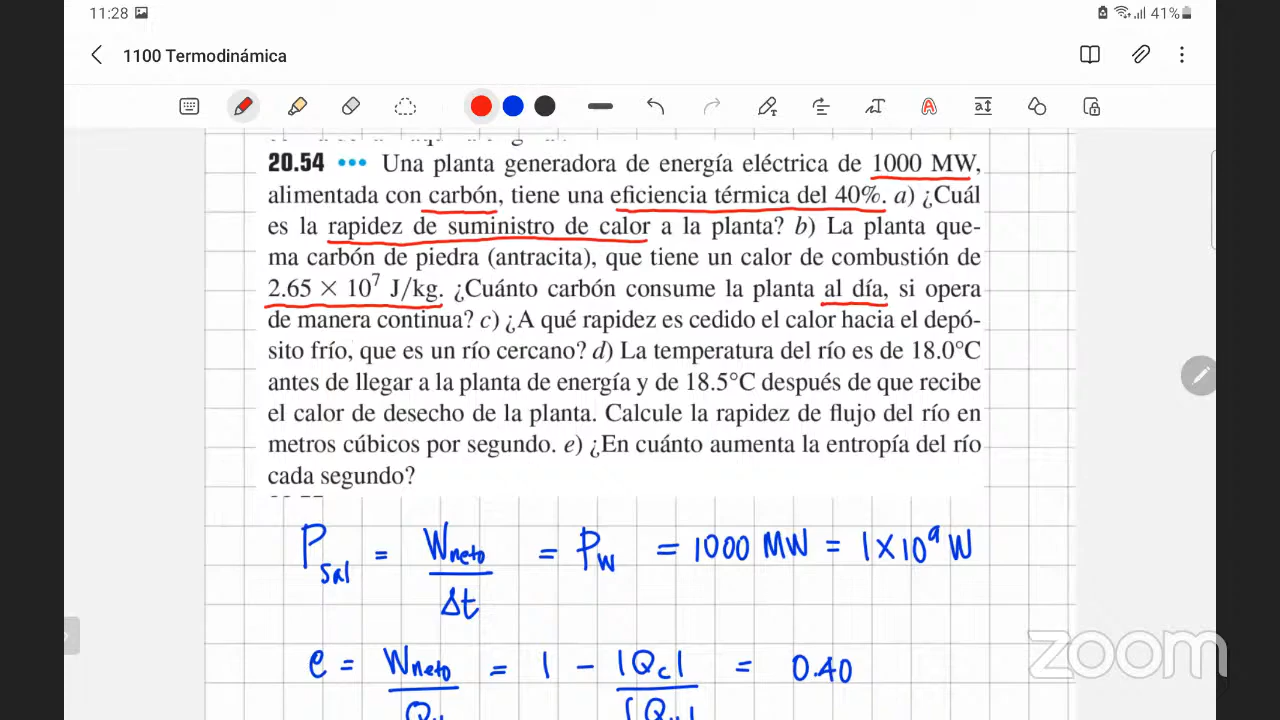 11:28 41%
1100 Termodinámica
20.54 ••• Una planta generadora de energía eléctrica de 1000 MW,
alimentada con carbón, tiene una eficiencia térmica del 40%. a) ¿Cuál
es la rapidez de suministro de calor a la planta? b) La planta que-
ma carbón de piedra (antracita), que tiene un calor de combustión de
2.65 × 10⁷ J/kg. ¿Cuánto carbón consume la planta al día, si opera
de manera continua? c) ¿A qué rapidez es cedido el calor hacia el depó-
sito frío, que es un río cercano? d) La temperatura del río es de 18.0°C
antes de llegar a la planta de energía y de 18.5°C después de que recibe
el calor de desecho de la planta. Calcule la rapidez de flujo del río en
metros cúbicos por segundo. e) ¿En cuánto aumenta la entropía del río
cada segundo?
P_sal = W_neto / Δt = P_W = 1000 MW = 1×10⁹ W
e = W_neto / Q = 1 - |Q_c| / |Q = 0.40
zoom